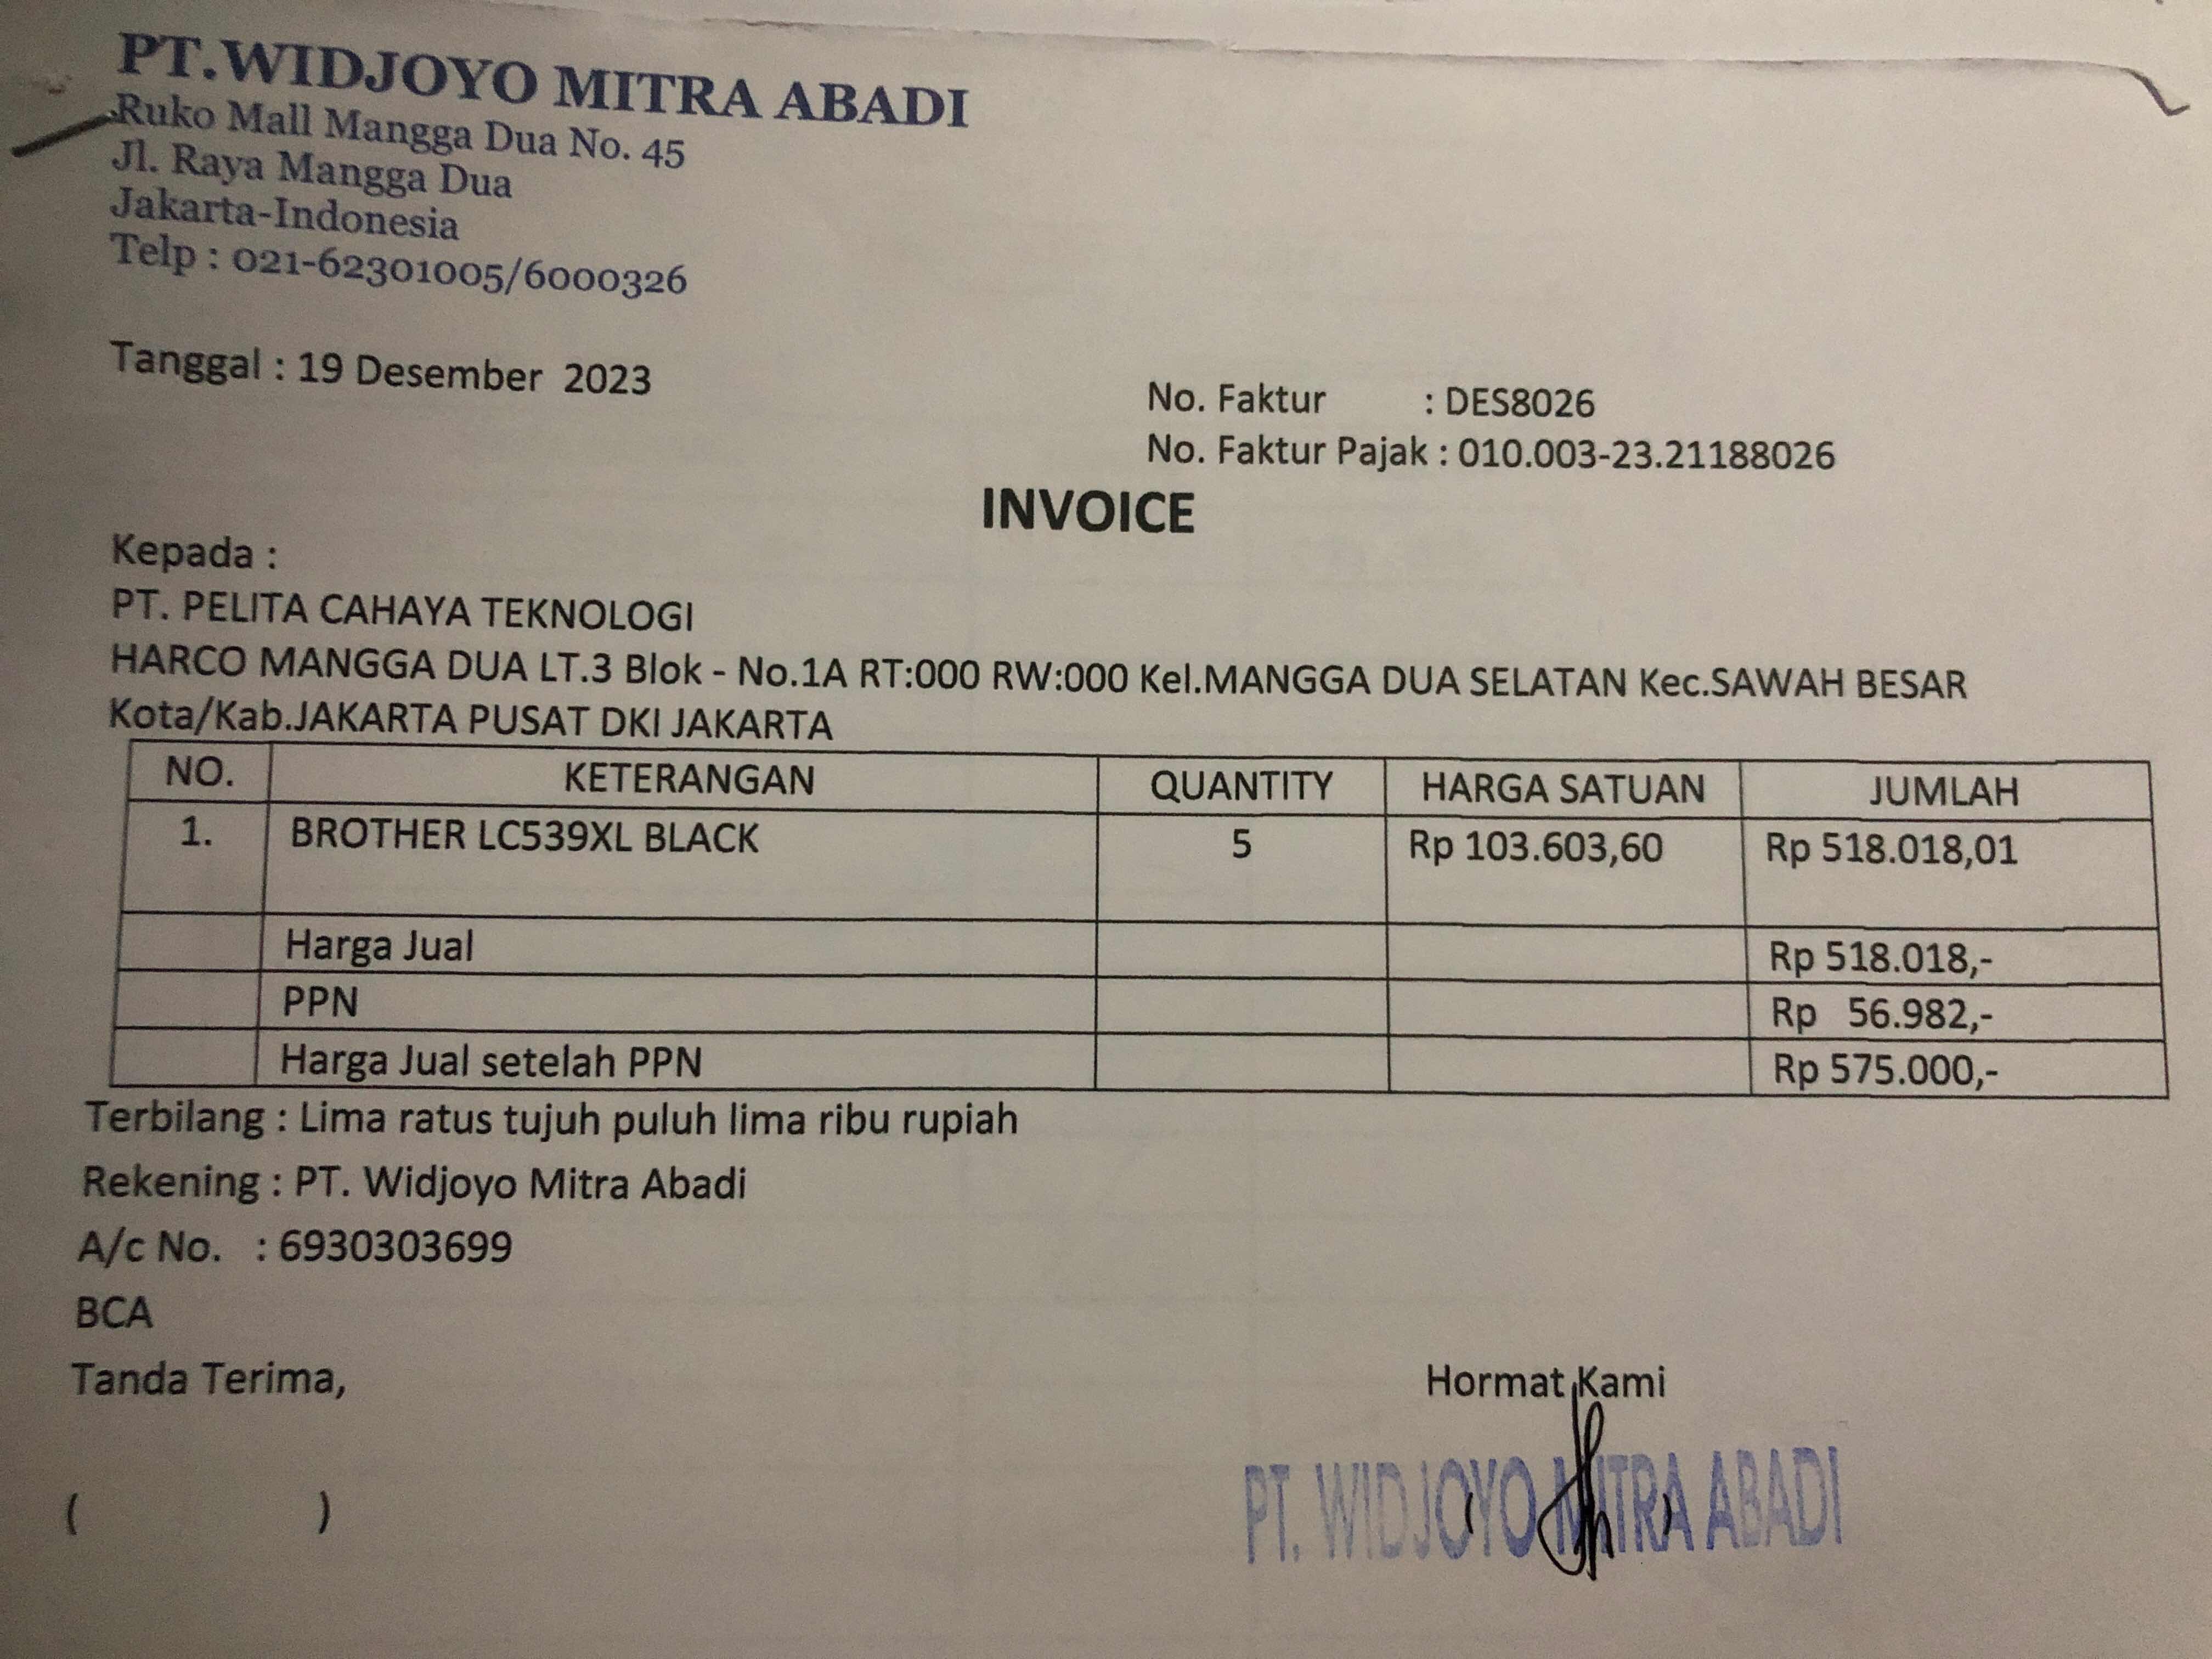 PT.WIDJOYO MITRA ABADI
Ruko Mall Mangga Dua No. 45
Jl. Raya Mangga Dua
Jakarta-Indonesia
Telp : 021-62301005/6000326
Tanggal : 19 Desember 2023
No. Faktur : DES8026
No. Faktur Pajak : 010.003-23.21188026
INVOICE
Kepada :
PT. PELITA CAHAYA TEKNOLOGI
HARCO MANGGA DUA LT.3 Blok - No.1A RT:000 RW:000 Kel.MANGGA DUA SELATAN Kec.SAWAH BESAR
Kota/Kab.JAKARTA PUSAT DKI JAKARTA
NO. KETERANGAN QUANTITY HARGA SATUAN JUMLAH
1. BROTHER LC539XL BLACK 5 Rp 103.603,60 Rp 518.018,01
Harga Jual Rp 518.018,-
PPN Rp 56.982,-
Harga Jual setelah PPN Rp 575.000,-
Terbilang : Lima ratus tujuh puluh lima ribu rupiah
Rekening : PT. Widjoyo Mitra Abadi
A/c No. : 6930303699
BCA
Tanda Terima, Hormat Kami
( ) ( )
PT. WIDJOYO MITRA ABADI